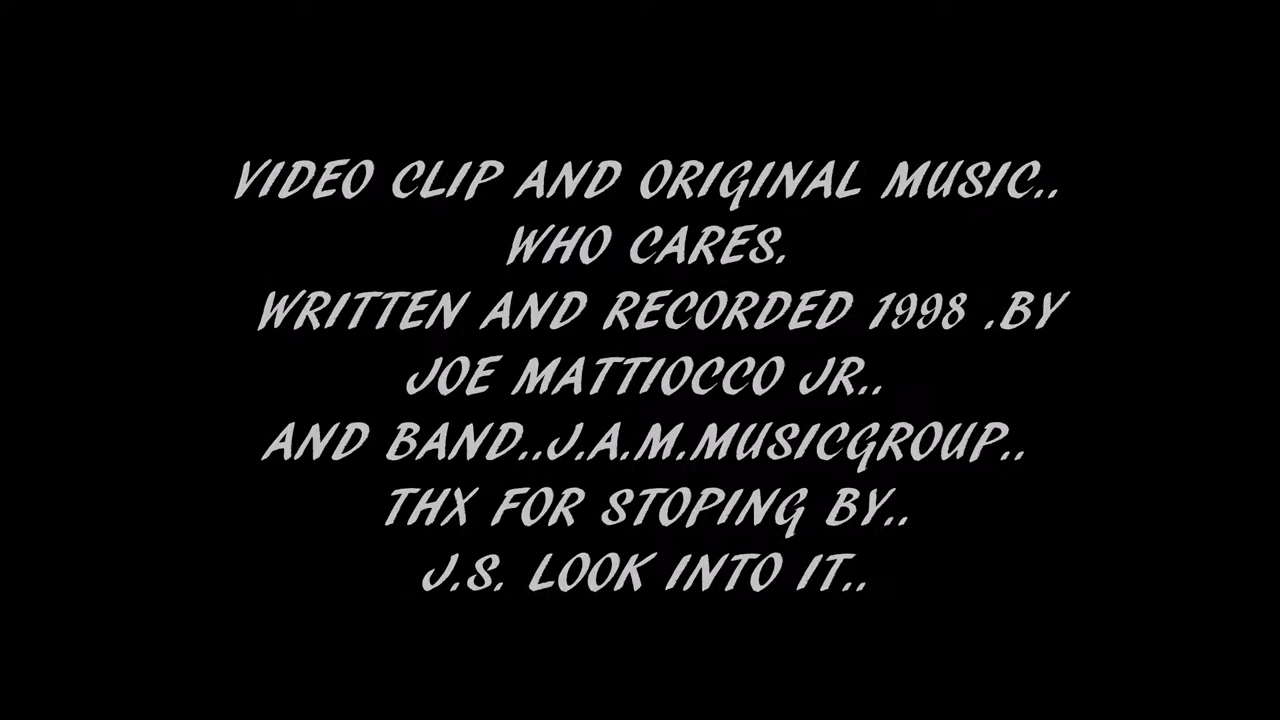 VIDEO CLIP AND ORIGINAL MUSIC..
WHO CARES.
WRITTEN AND RECORDED 1998 .BY
JOE MATTIOCCO JR..
AND BAND..J.A.M.MUSICGROUP..
THX FOR STOPING BY..
J.S. LOOK INTO IT..